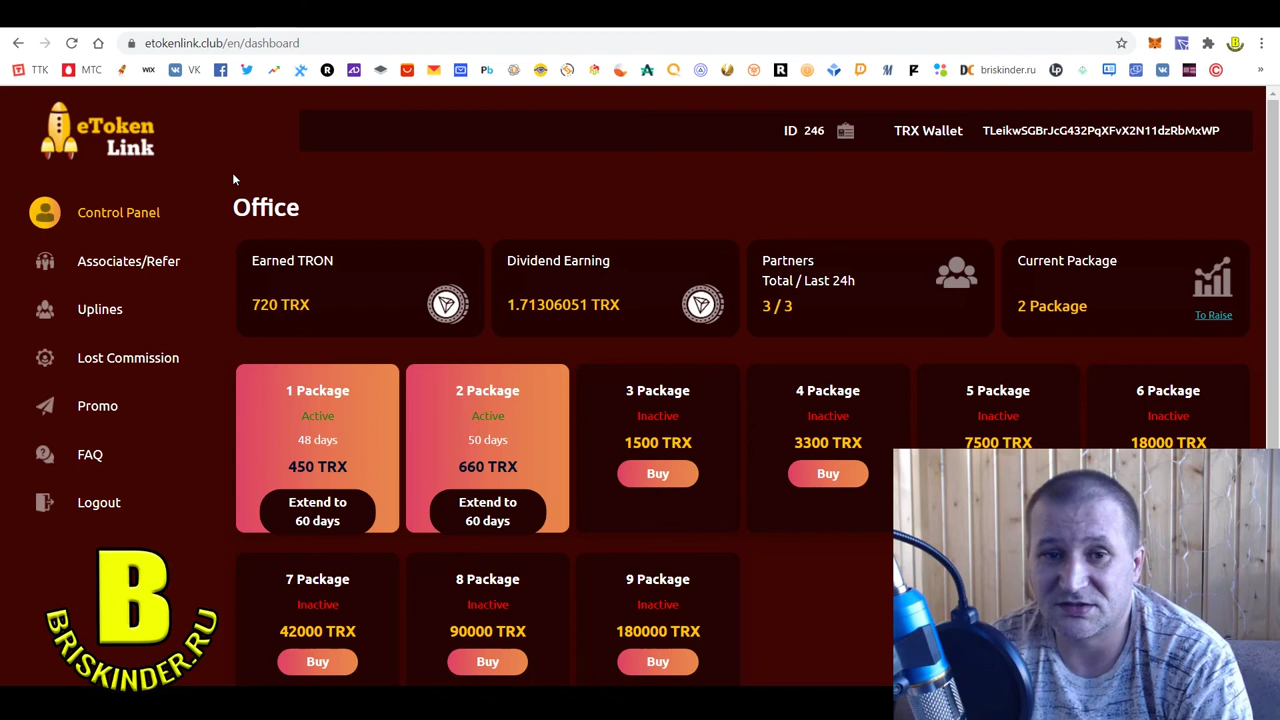 etokenlink.club/en/dashboard
TTK
MTC
WIX
VK
Pb
DC briskinder.ru
Lp
eToken
Link
ID 246
TRX Wallet
TLeikwSGBrJcG432PqXFvX2N11dzRbMxWP
Control Panel
Associates/Refer
Uplines
Lost Commission
Promo
FAQ
Logout
Office
Earned TRON
720 TRX
Dividend Earning
1.71306051 TRX
Partners
Total / Last 24h
3 / 3
Current Package
2 Package
To Raise
1 Package
Active
48 days
450 TRX
Extend to
60 days
2 Package
Active
50 days
660 TRX
Extend to
60 days
3 Package
Inactive
1500 TRX
Buy
4 Package
Inactive
3300 TRX
Buy
5 Package
Inactive
7500 TRX
6 Package
Inactive
18000 TRX
7 Package
Inactive
42000 TRX
Buy
8 Package
Inactive
90000 TRX
Buy
9 Package
Inactive
180000 TRX
Buy
B
BRISKINDER.RU